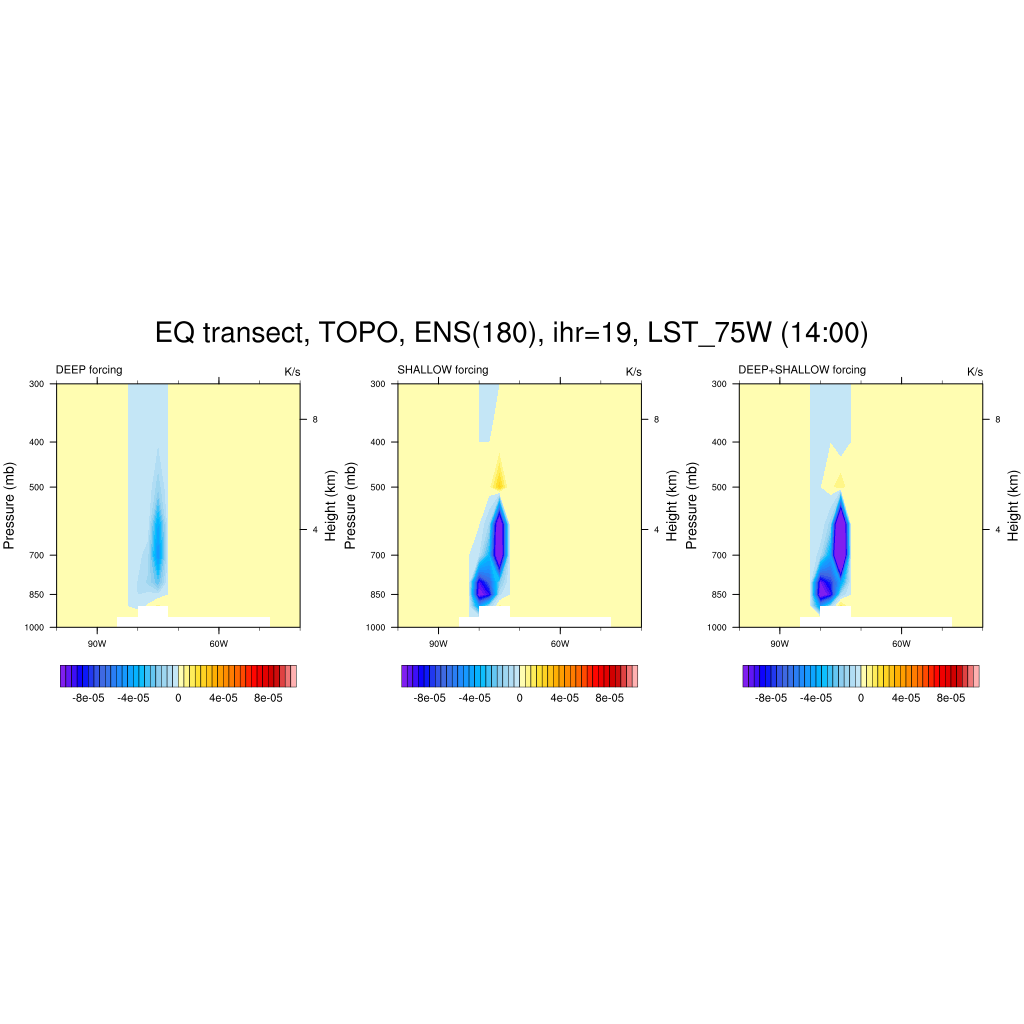 EQ transect, TOPO, ENS(180), ihr=19, LST_75W (14:00)
DEEP forcing K/s
300
400
500
700
850
1000
Pressure (mb)
8
4
Height (km)
90W 60W
-8e-05 -4e-05 0 4e-05 8e-05
SHALLOW forcing K/s
300
400
500
700
850
1000
Pressure (mb)
8
4
Height (km)
90W 60W
-8e-05 -4e-05 0 4e-05 8e-05
DEEP+SHALLOW forcing K/s
300
400
500
700
850
1000
Pressure (mb)
8
4
Height (km)
90W 60W
-8e-05 -4e-05 0 4e-05 8e-05